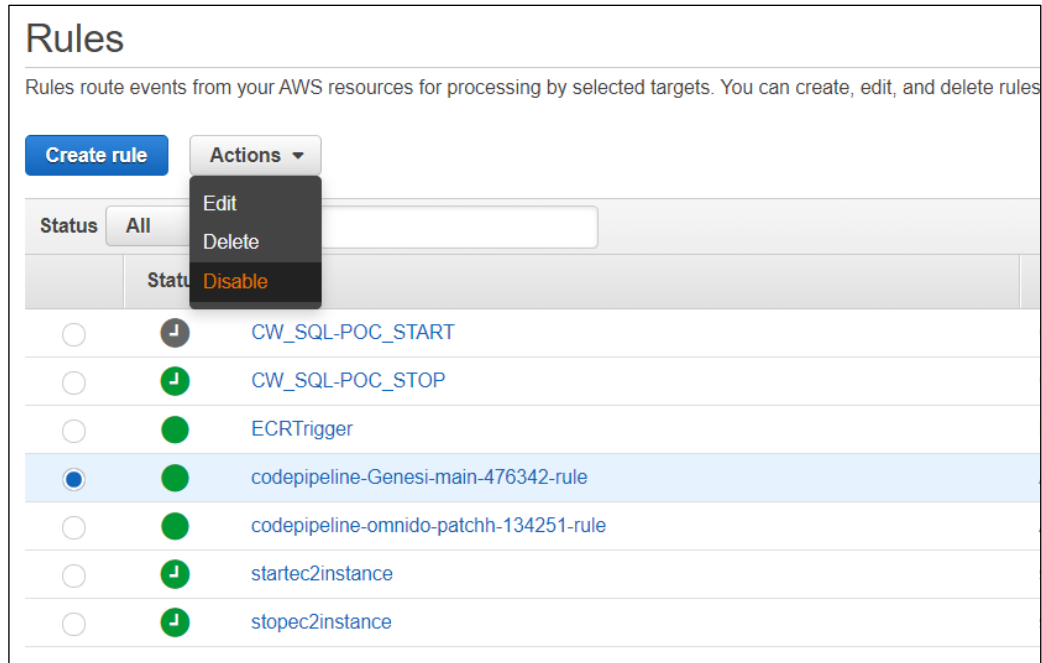 Rules
Rules route events from your AWS resources for processing by selected targets. You can create, edit, and delete rules
Create rule Actions
Edit
Status All
Delete
Statu Disable
CW_SQL-POC_START
CW_SQL-POC_STOP
ECRTrigger
codepipeline-Genesi-main-476342-rule
codepipeline-omnido-patchh-134251-rule
startec2instance
stopec2instance